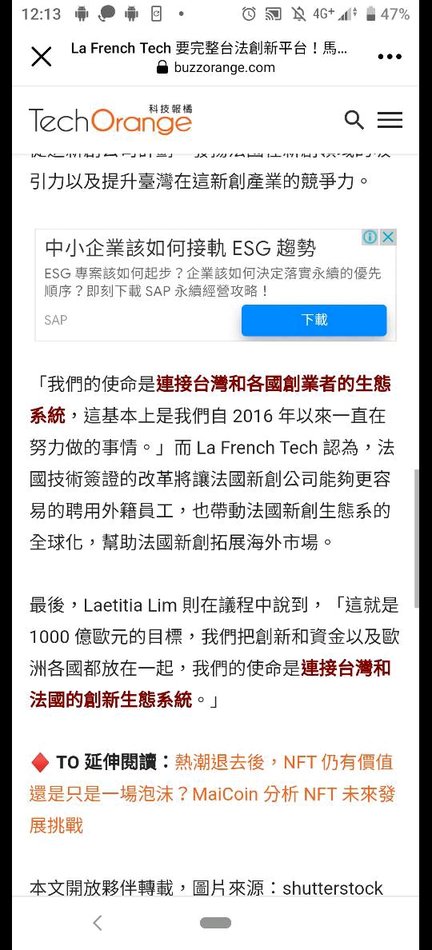 12:13
4G+
47%
La French Tech 要完整台法創新平台！馬...
buzzorange.com
科技報橘
TechOrange
引力以及提升臺灣在這新創產業的競爭力。
中小企業該如何接軌 ESG 趨勢
ESG 專案該如何起步？企業該如何決定落實永續的優先
順序？即刻下載 SAP 永續經營攻略！
SAP
下載
「我們的使命是連接台灣和各國創業者的生態
系統，這基本上是我們自 2016 年以來一直在
努力做的事情。」而 La French Tech 認為，法
國技術簽證的改革將讓法國新創公司能夠更容
易的聘用外籍員工，也帶動法國新創生態系的
全球化，幫助法國新創拓展海外市場。
最後，Laetitia Lim 則在議程中說到，「這就是
1000 億歐元的目標，我們把創新和資金以及歐
洲各國都放在一起，我們的使命是連接台灣和
法國的創新生態系統。」
TO 延伸閱讀：熱潮退去後，NFT 仍有價值
還是只是一場泡沫？MaiCoin 分析 NFT 未來發
展挑戰
本文開放夥伴轉載，圖片來源：shutterstock